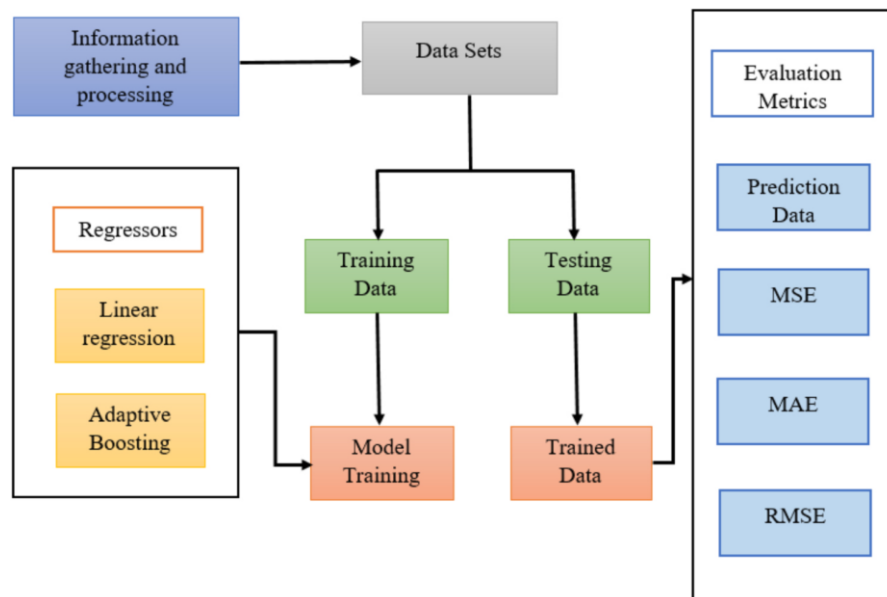 Information
gathering and
processing
Data Sets
Evaluation
Metrics
Prediction
Data
Regressors
Training
Data
Testing
Data
MSE
Linear
regression
Adaptive
Boosting
MAE
Model
Training
Trained
Data
RMSE